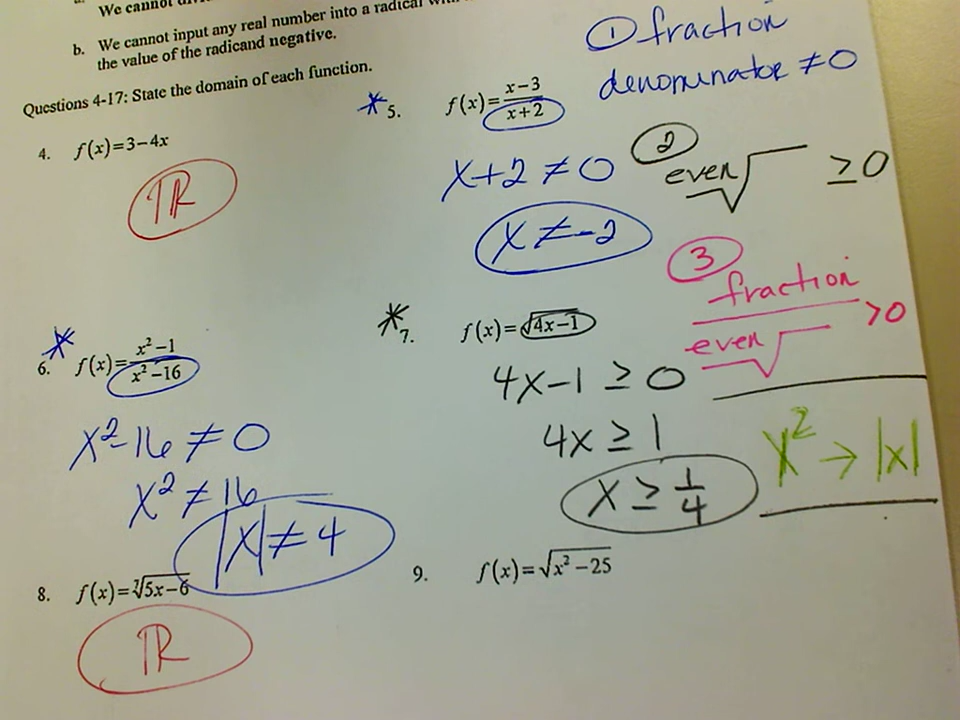 We cannot
b. We cannot input any real number into a radical
the value of the radicand negative.
Questions 4-17: State the domain of each function.
① fraction
denominator ≠ 0
② even √ ≥ 0
③ fraction
even √ > 0
x² → |x|
4. f(x)=3−4x
ℝ
* 5. f(x)=(x−3)/(x+2)
x+2 ≠ 0
x ≠ −2
* 6. f(x)=(x²−1)/(x²−16)
x²−16 ≠ 0
x² ≠ 16
|x| ≠ 4
* 7. f(x)=√(4x−1)
4x−1 ≥ 0
4x ≥ 1
x ≥ 1/4
8. f(x)=∛(5x−6)
ℝ
9. f(x)=√(x²−25)